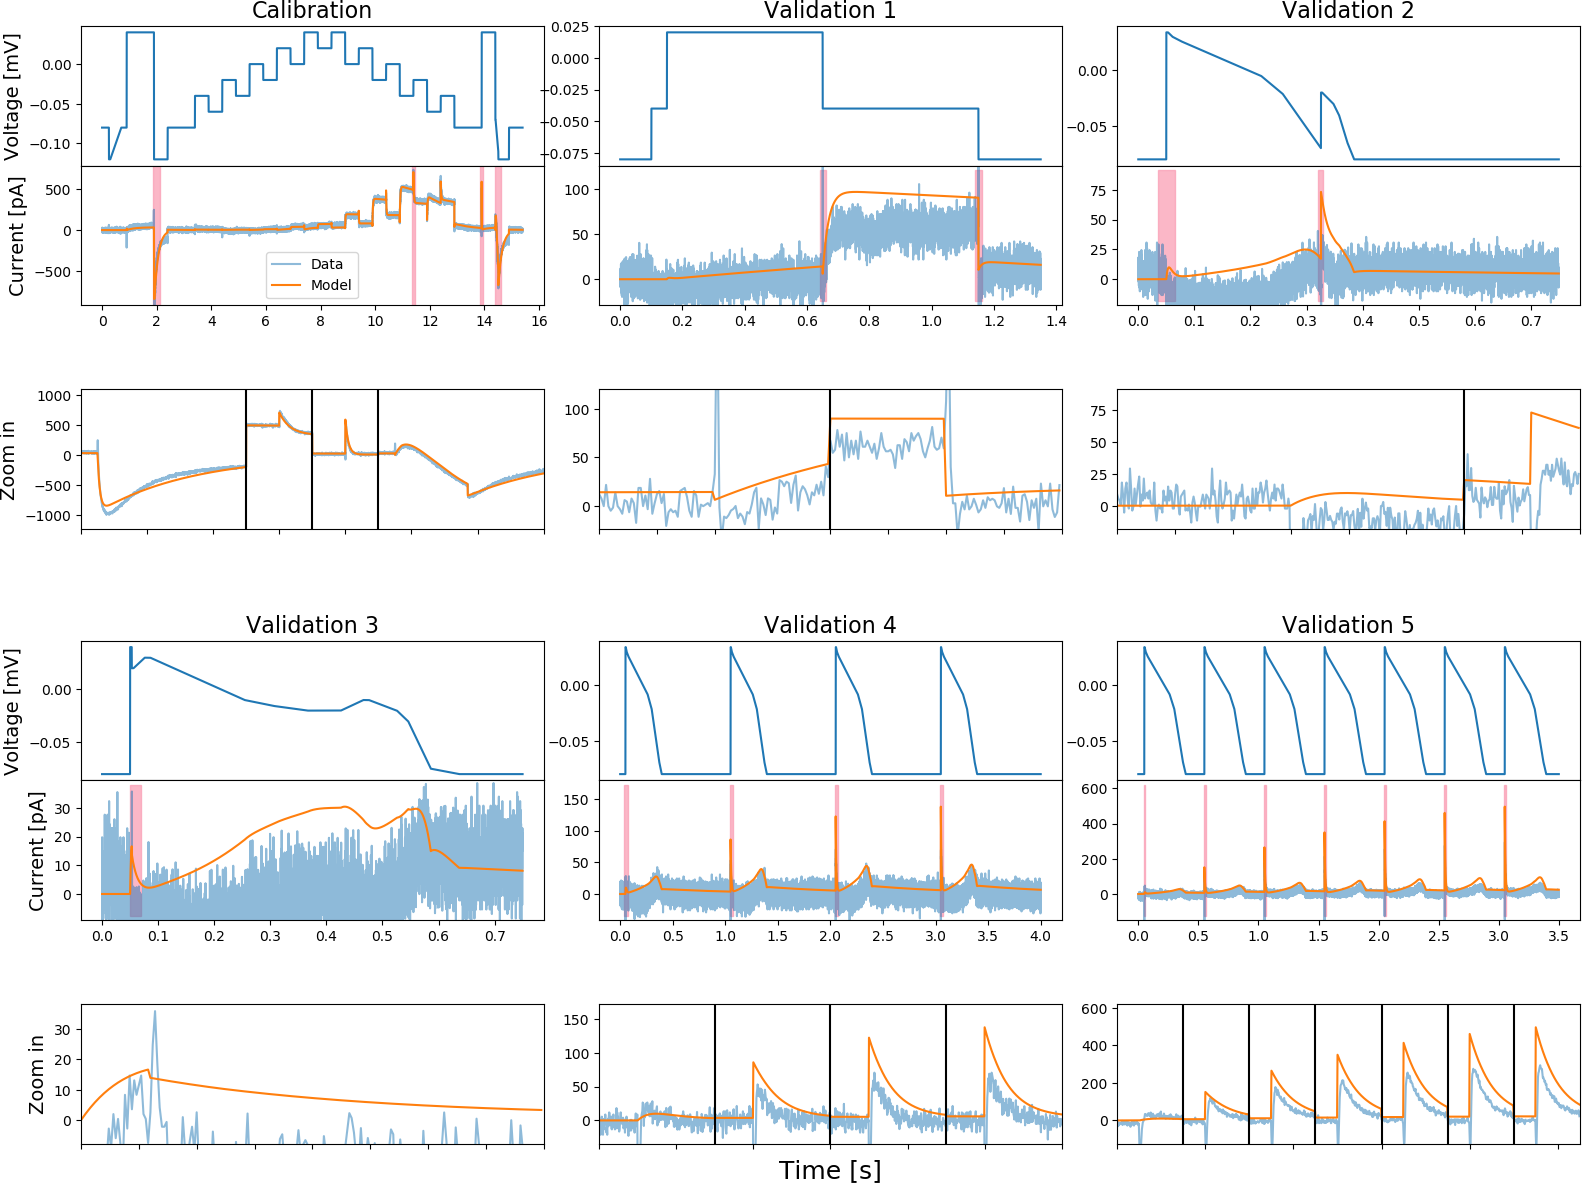 Calibration
Validation 1
Validation 2
Voltage [mV]
0.00
−0.05
−0.10
0.025
0.000
−0.025
−0.050
−0.075
0.00
−0.05
Current [pA]
500
0
−500
Data
Model
100
50
0
75
50
25
0
0 2 4 6 8 10 12 14 16
0.0 0.2 0.4 0.6 0.8 1.0 1.2 1.4
0.0 0.1 0.2 0.3 0.4 0.5 0.6 0.7
Zoom in
1000
500
0
−500
−1000
100
50
0
75
50
25
0
Validation 3
Validation 4
Validation 5
Voltage [mV]
0.00
−0.05
0.00
−0.05
0.00
−0.05
Current [pA]
30
20
10
0
150
100
50
0
600
400
200
0
0.0 0.1 0.2 0.3 0.4 0.5 0.6 0.7
0.0 0.5 1.0 1.5 2.0 2.5 3.0 3.5 4.0
0.0 0.5 1.0 1.5 2.0 2.5 3.0 3.5
Zoom in
30
20
10
0
150
100
50
0
600
400
200
0
Time [s]